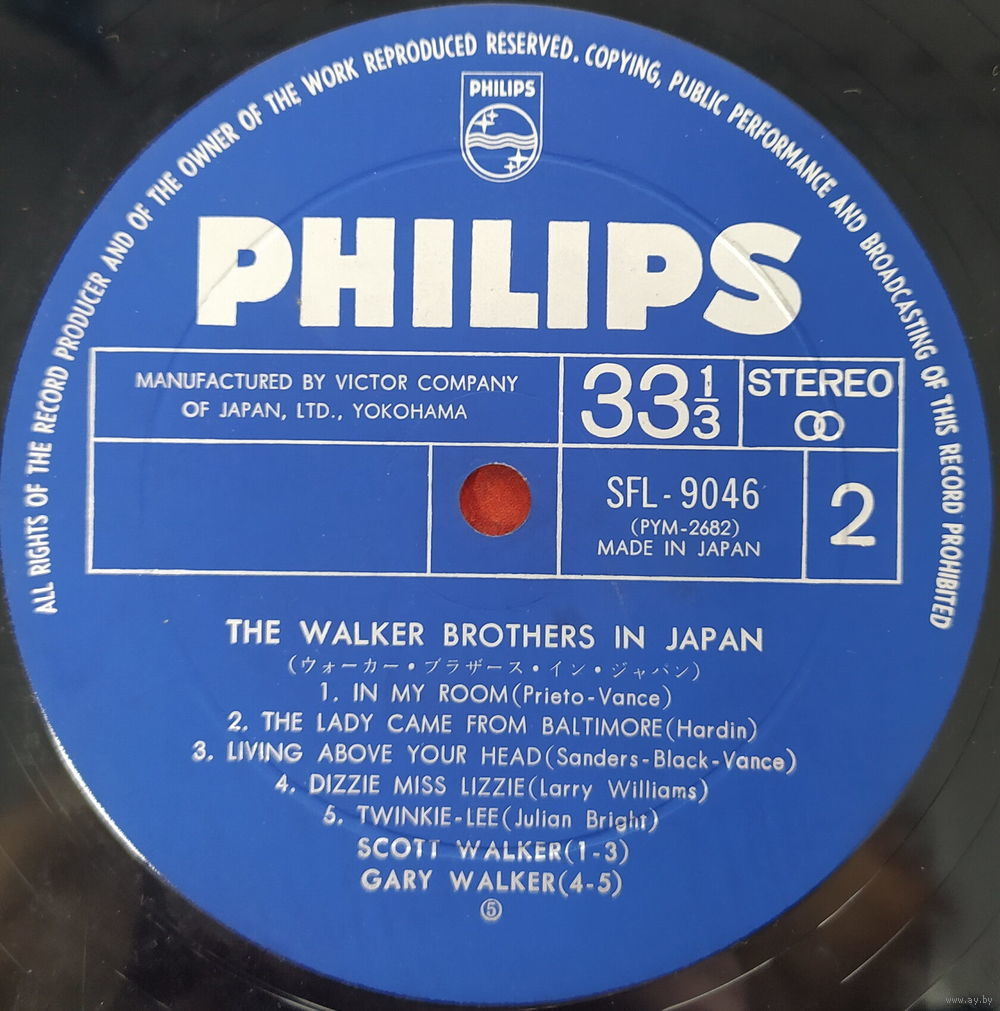 ALL RIGHTS OF THE RECORD PRODUCER AND OF THE OWNER OF THE WORK REPRODUCED RESERVED. COPYING, PUBLIC PERFORMANCE AND BROADCASTING OF THIS RECORD PROHIBITED
PHILIPS
PHILIPS
MANUFACTURED BY VICTOR COMPANY
OF JAPAN, LTD., YOKOHAMA
33 1/3
STEREO
SFL-9046
(PYM-2682)
MADE IN JAPAN
2
THE WALKER BROTHERS IN JAPAN
(ウォーカー・ブラザース・イン・ジャパン)
1. IN MY ROOM(Prieto-Vance)
2. THE LADY CAME FROM BALTIMORE(Hardin)
3. LIVING ABOVE YOUR HEAD(Sanders-Black-Vance)
4. DIZZIE MISS LIZZIE(Larry Williams)
5. TWINKIE-LEE(Julian Bright)
SCOTT WALKER(1-3)
GARY WALKER(4-5)
⑤
www.ay.by